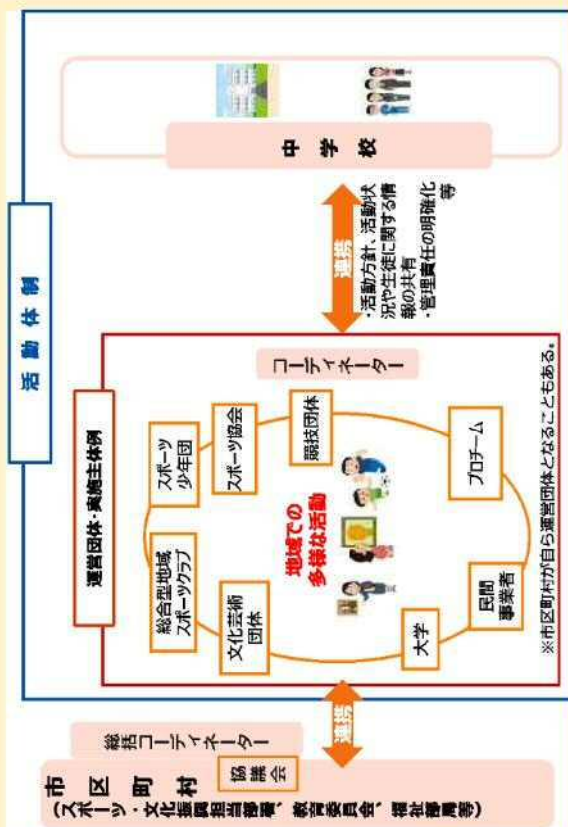 活動体制
運営団体・実施主体例
市区町村
(スポーツ・文化振興担当部署、教育委員会、福祉部局等)
協議会
総括コーディネーター
連携
総合型地域
スポーツクラブ
スポーツ
少年団
スポーツ協会
競技団体
プロチーム
民間
事業者
大学
文化芸術
団体
地域での
多様な活動
コーディネーター
※市区町村が自ら運営団体となることもある。
連携
・活動方針、活動状
況や生徒に関する情
報の共有
・管理責任の明確化
等
中学校